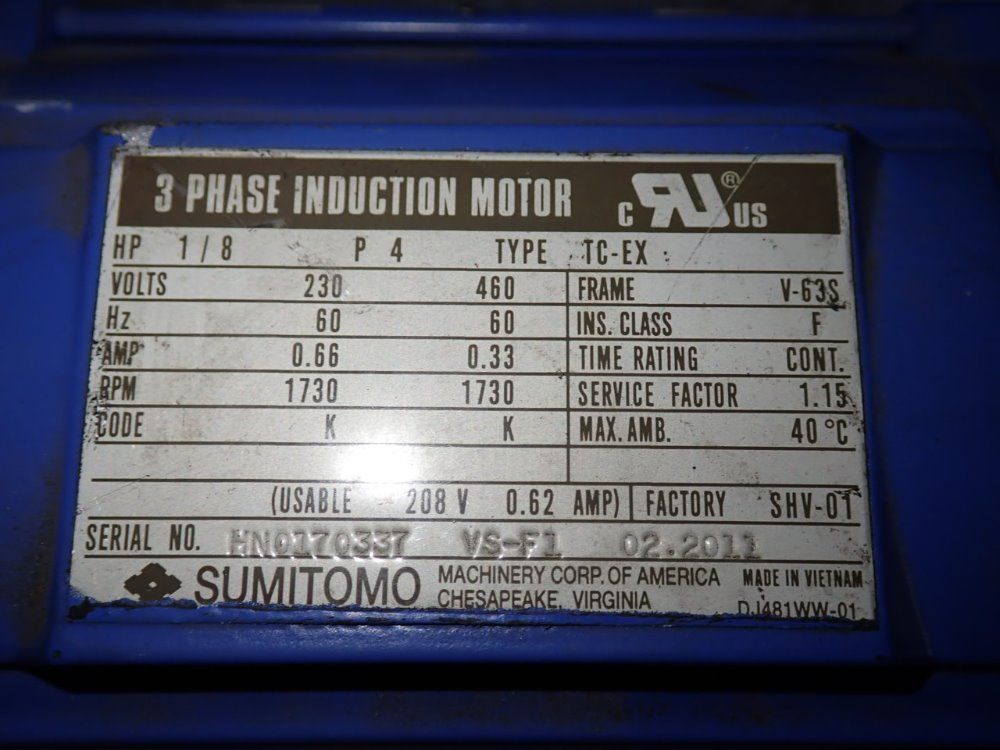 3 PHASE INDUCTION MOTOR C RU® US
HP 1/8 P 4 TYPE TC-EX
VOLTS 230 460 FRAME V-63S
Hz 60 60 INS. CLASS F
AMP 0.66 0.33 TIME RATING CONT.
RPM 1730 1730 SERVICE FACTOR 1.15
CODE K K MAX. AMB. 40°C
(USABLE 208 V 0.62 AMP) FACTORY SHV-01
SERIAL NO. HN0170337 VS-F1 02.2011
SUMITOMO MACHINERY CORP. OF AMERICA MADE IN VIETNAM
CHESAPEAKE, VIRGINIA DJ481WW-01